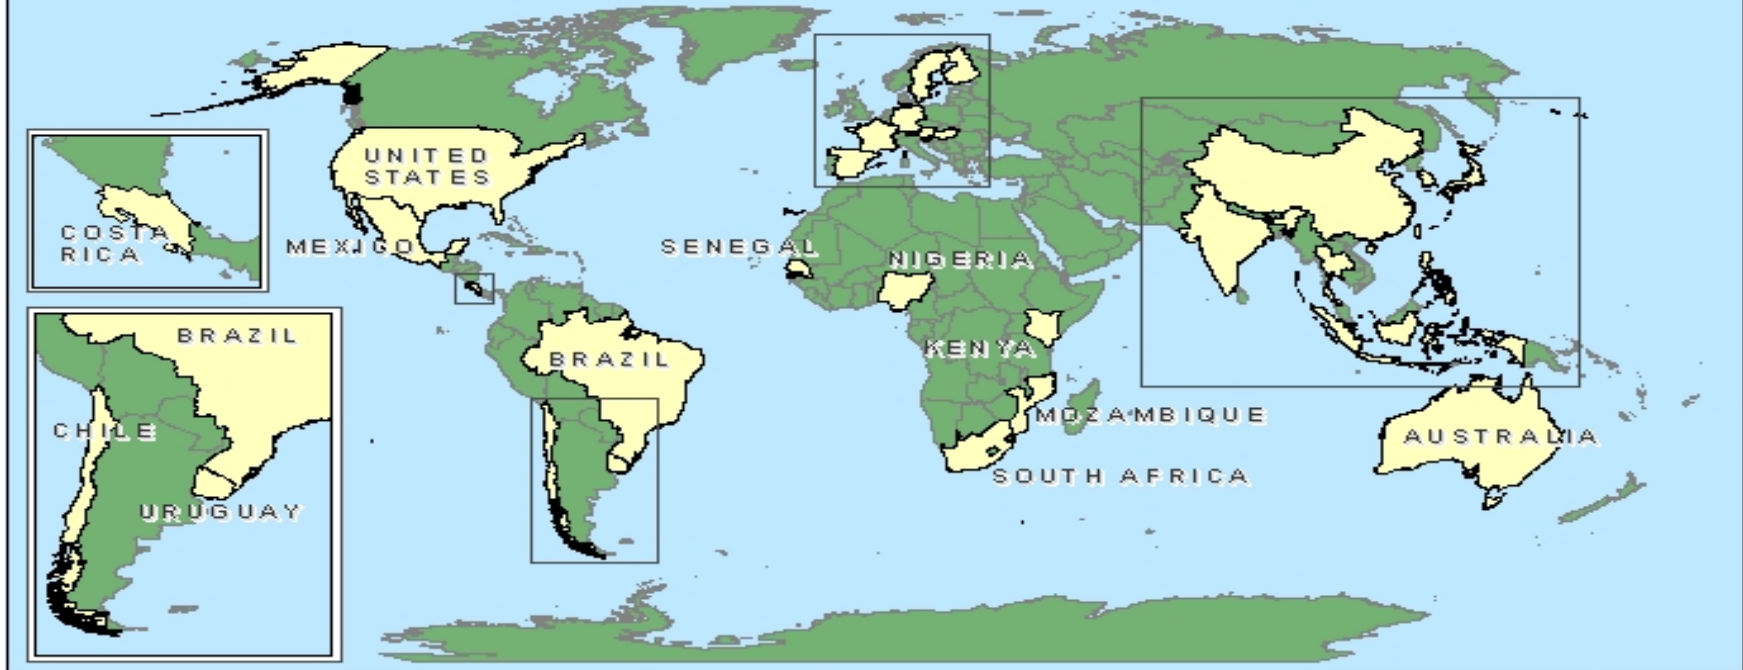 UNITED
STATES
COSTA
RICA
MEXICO
SENEGAL
NIGERIA
BRAZIL
BRAZIL
KENYA
CHILE
MOZAMBIQUE
AUSTRALIA
SOUTH AFRICA
URUGUAY